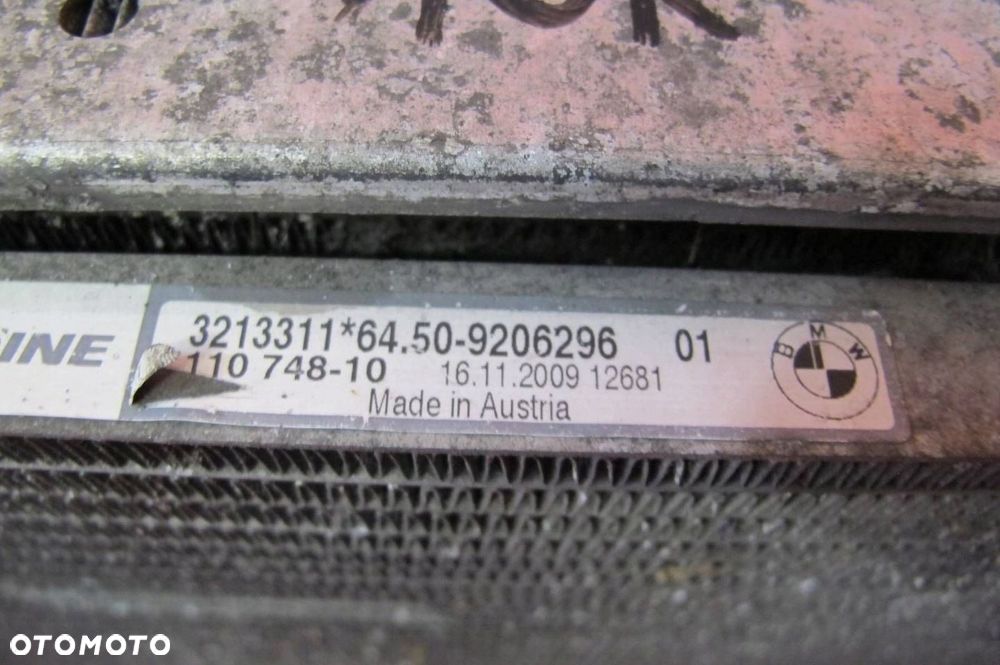 INE
3213311*64.50-9206296 01
110 748-10 16.11.2009 12681
Made in Austria
BMW
OTOMOTO